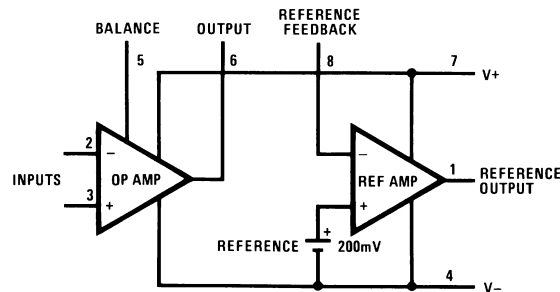 BALANCE
OUTPUT
REFERENCE
FEEDBACK
5
6
8
7
V+
2
−
OP AMP
INPUTS
3
+
−
REF AMP
1
REFERENCE
OUTPUT
+
+
REFERENCE
200mV
4
V−